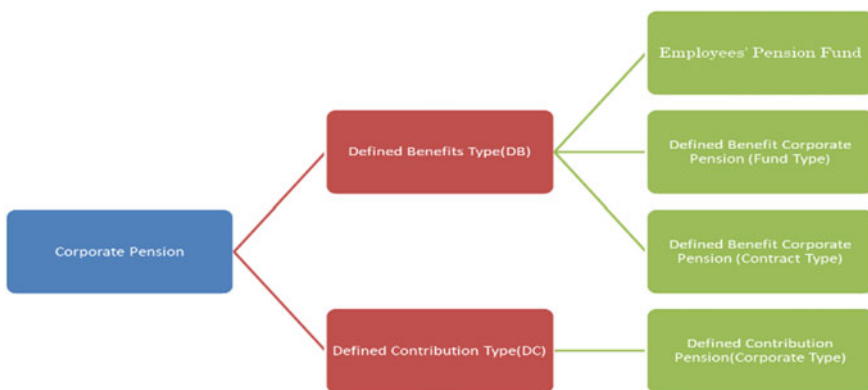 Employees' Pension Fund
Defined Benefits Type(DB)
Defined Benefit Corporate
Pension (Fund Type)
Corporate Pension
Defined Benefit Corporate
Pension (Contract Type)
Defined Contribution Type(DC)
Defined Contribution
Pension(Corporate Type)